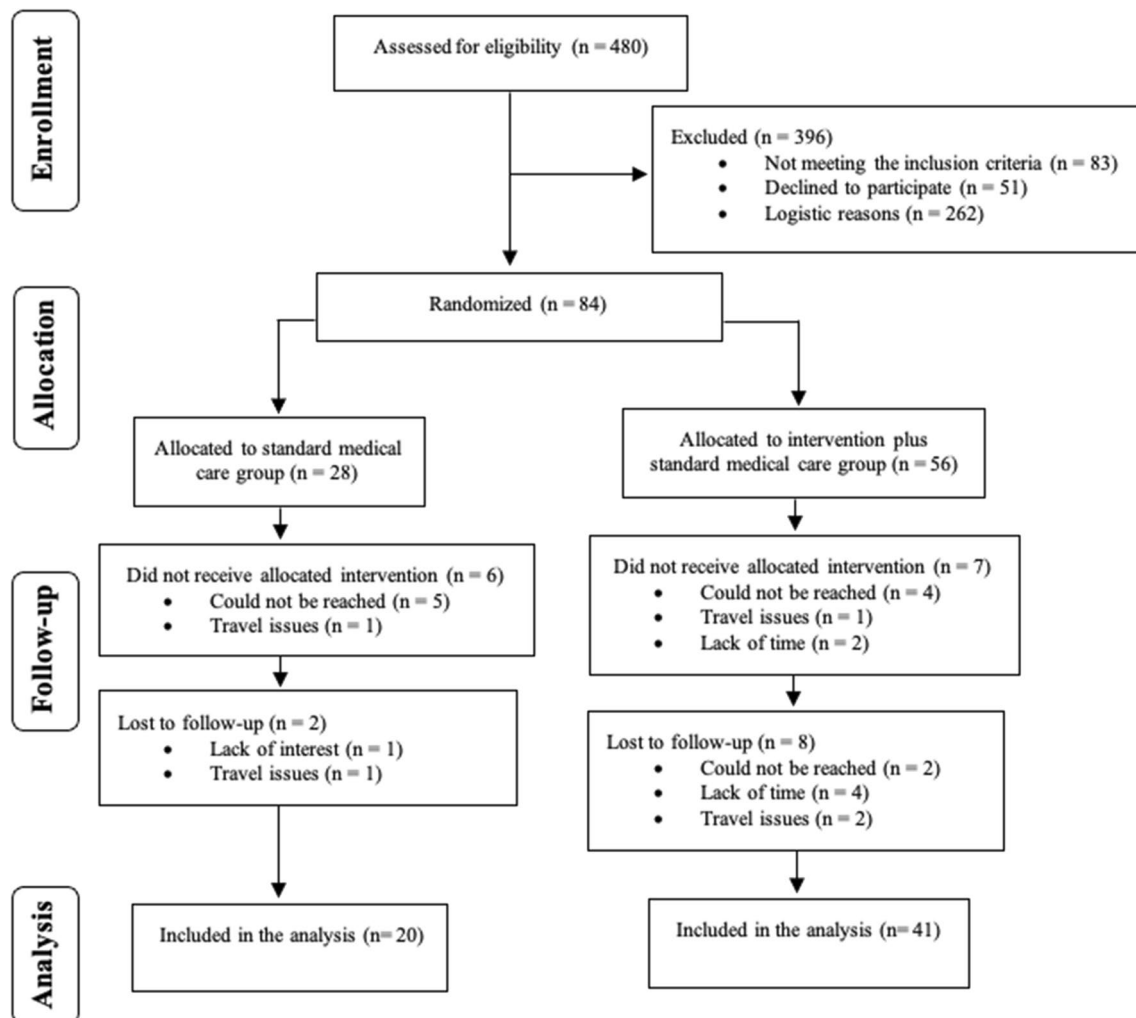 Enrollment
Assessed for eligibility (n = 480)
Excluded (n = 396)
• Not meeting the inclusion criteria (n = 83)
• Declined to participate (n = 51)
• Logistic reasons (n = 262)
Allocation
Randomized (n = 84)
Allocated to standard medical
care group (n = 28)
Allocated to intervention plus
standard medical care group (n = 56)
Follow-up
Did not receive allocated intervention (n = 6)
• Could not be reached (n = 5)
• Travel issues (n = 1)
Did not receive allocated intervention (n = 7)
• Could not be reached (n = 4)
• Travel issues (n = 1)
• Lack of time (n = 2)
Lost to follow-up (n = 2)
• Lack of interest (n = 1)
• Travel issues (n = 1)
Lost to follow-up (n = 8)
• Could not be reached (n = 2)
• Lack of time (n = 4)
• Travel issues (n = 2)
Analysis
Included in the analysis (n= 20)
Included in the analysis (n= 41)